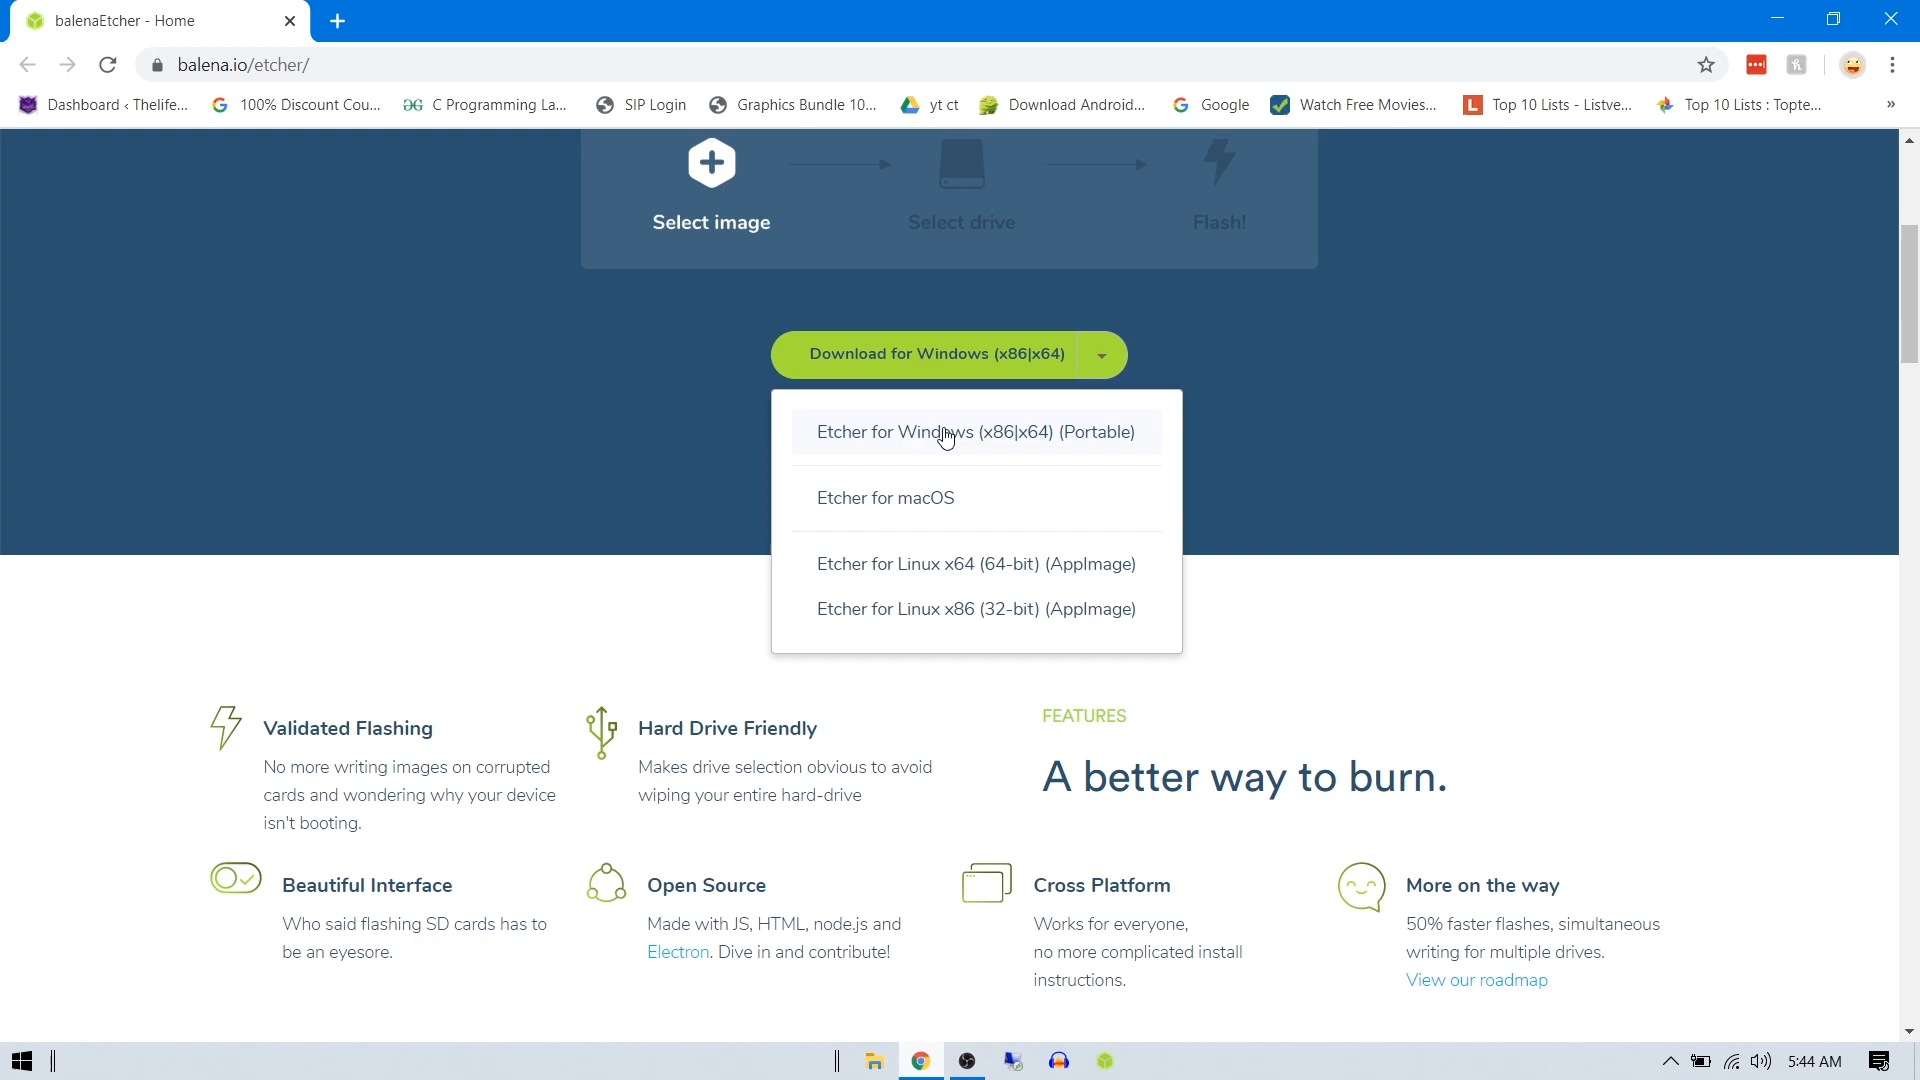 balenaEtcher - Home
balena.io/etcher/
Dashboard ‹ Thelife...
100% Discount Cou...
C Programming La...
SIP Login
Graphics Bundle 10...
yt ct
Download Android...
Google
Watch Free Movies...
Top 10 Lists - Listve...
Top 10 Lists : Topte...
»
Select image
Select drive
Flash!
Download for Windows (x86|x64)
Etcher for Windows (x86|x64) (Portable)
Etcher for macOS
Etcher for Linux x64 (64-bit) (AppImage)
Etcher for Linux x86 (32-bit) (AppImage)
Validated Flashing
No more writing images on corrupted
cards and wondering why your device
isn't booting.
Hard Drive Friendly
Makes drive selection obvious to avoid
wiping your entire hard-drive
FEATURES
A better way to burn.
Beautiful Interface
Who said flashing SD cards has to
be an eyesore.
Open Source
Made with JS, HTML, node.js and
Electron. Dive in and contribute!
Cross Platform
Works for everyone,
no more complicated install
instructions.
More on the way
50% faster flashes, simultaneous
writing for multiple drives.
View our roadmap
5:44 AM